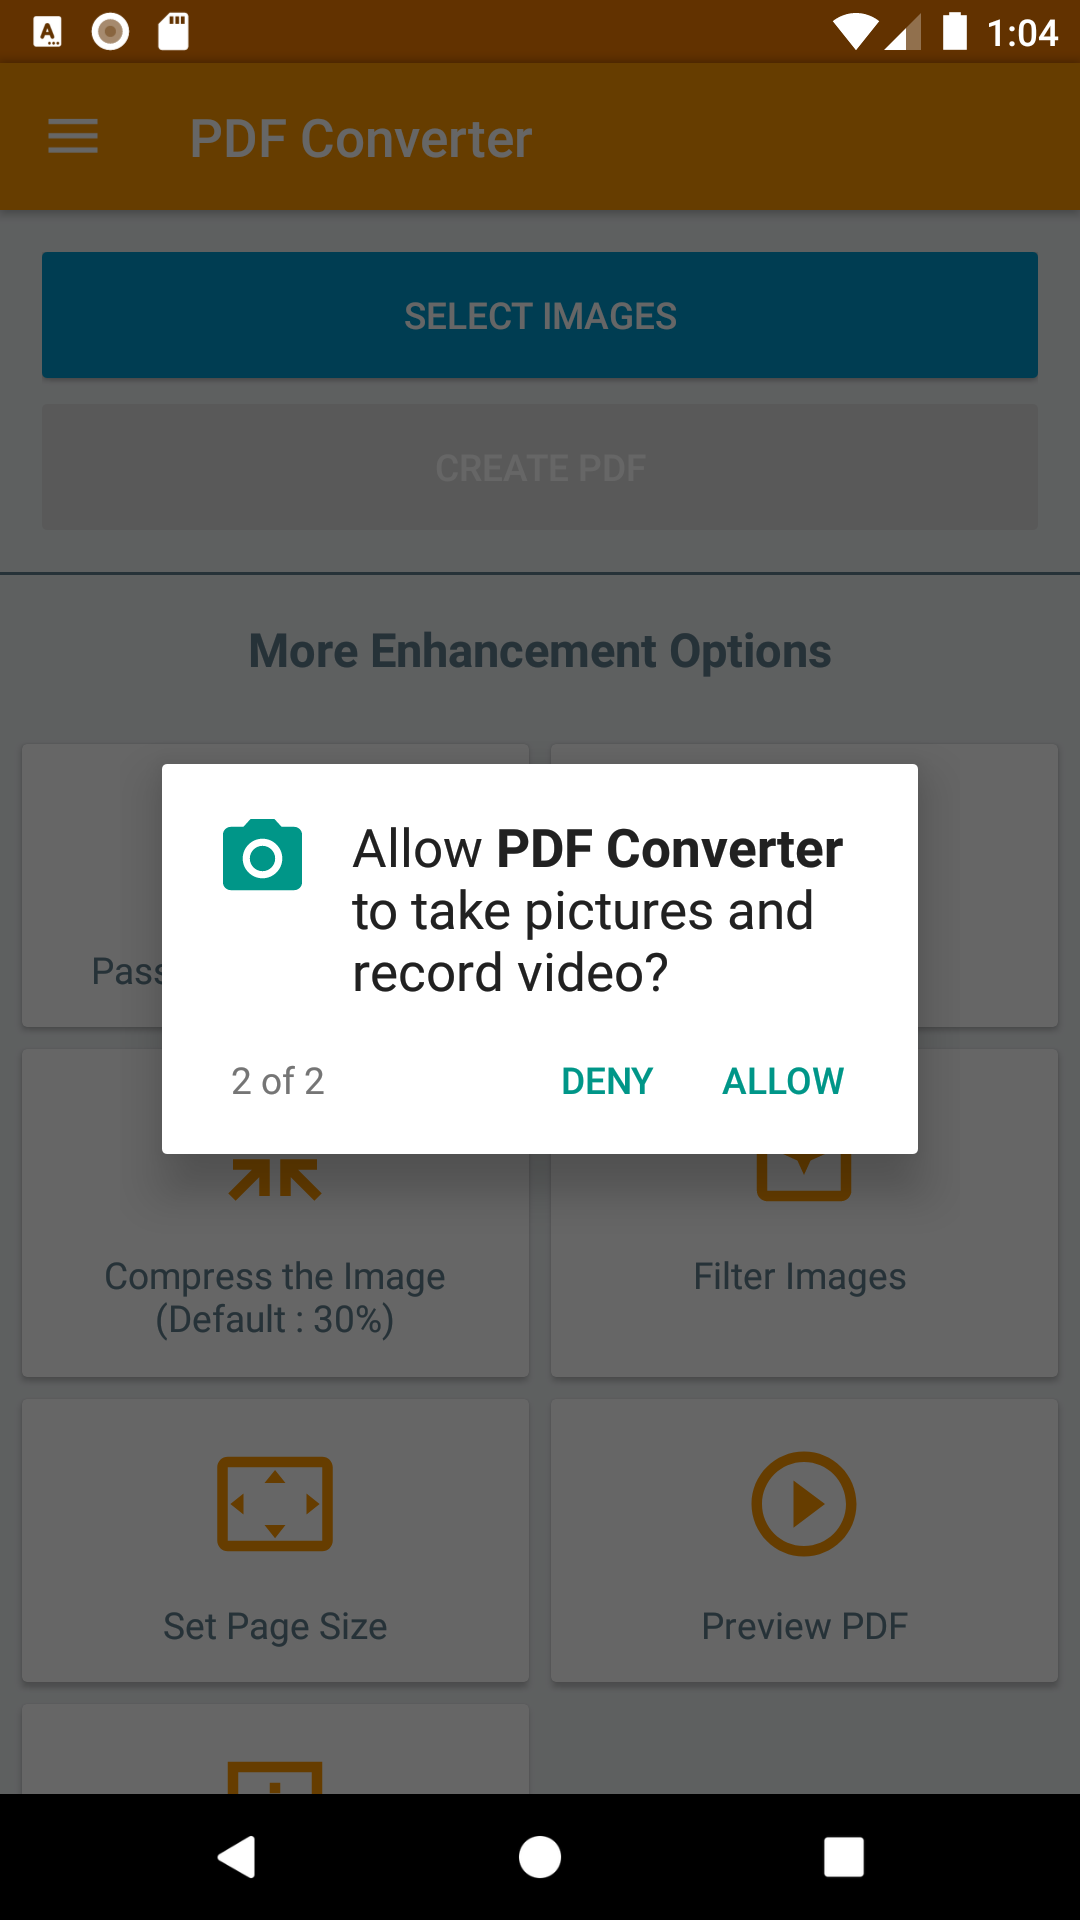 1:04
PDF Converter
SELECT IMAGES
CREATE PDF
More Enhancement Options
Allow PDF Converter
to take pictures and
record video?
2 of 2 DENY ALLOW
Compress the Image
(Default : 30%)
Filter Images
Set Page Size
Preview PDF